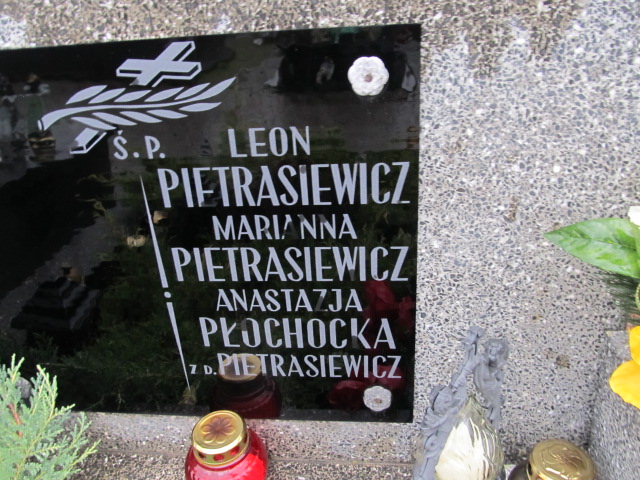 Ś.P. LEON
PIETRASIEWICZ
MARIANNA
PIETRASIEWICZ
ANASTAZJA
PŁOCHOCKA
Z D. PIETRASIEWICZ